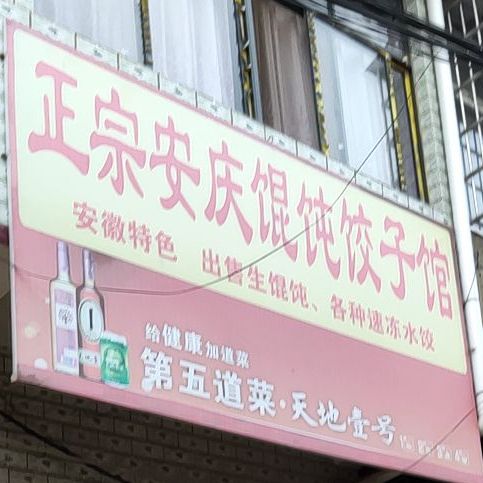 正宗安庆馄饨饺子馆
安徽特色 出售生馄饨、各种速冻水饺
给健康加道菜
第五道菜·天地壹号